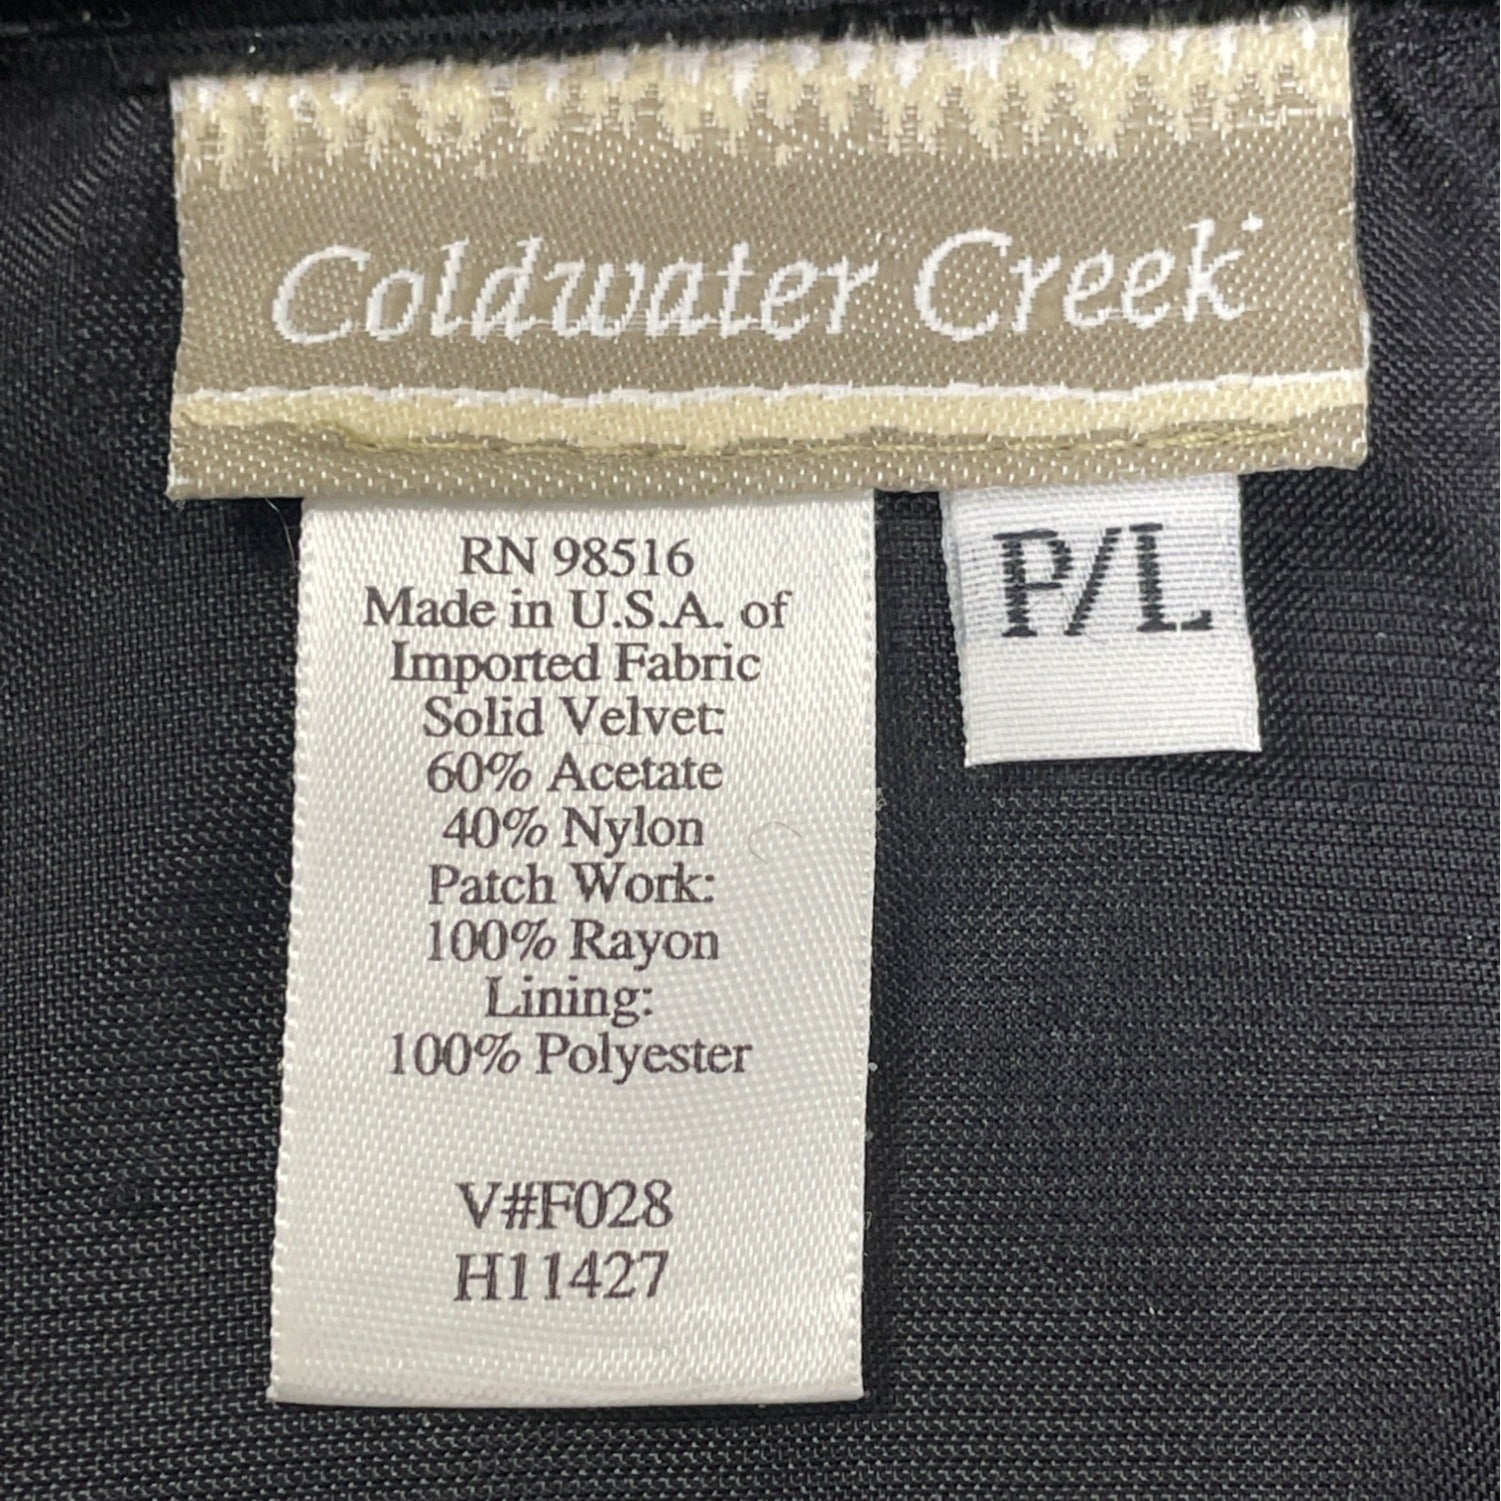 Coldwater Creek
P/L
RN 98516
Made in U.S.A. of
Imported Fabric
Solid Velvet:
60% Acetate
40% Nylon
Patch Work:
100% Rayon
Lining:
100% Polyester
V#F028
H11427